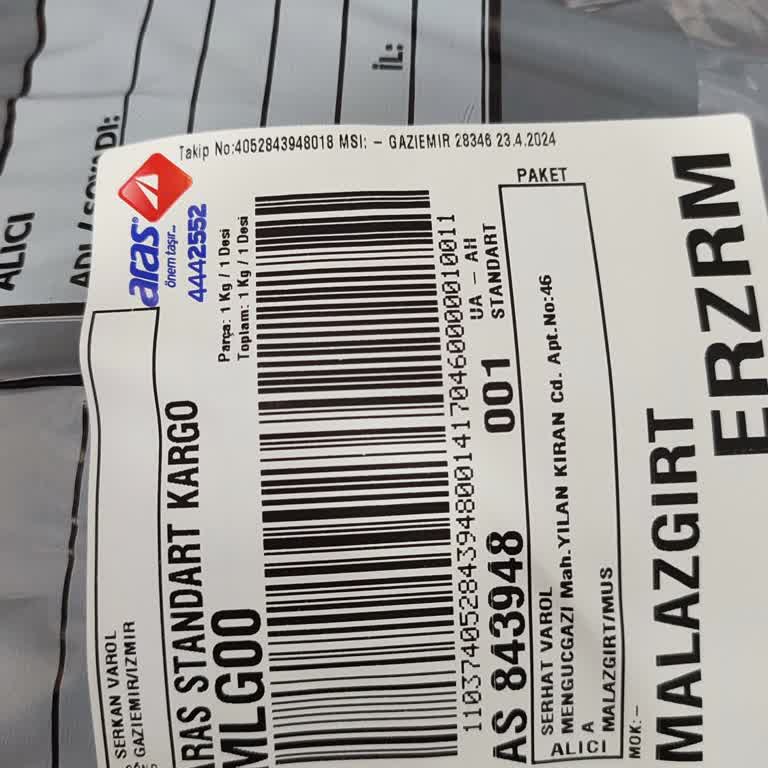 İL:
ADI / SOYADI:
ALICI
Takip No:4052843948018 MSI: - GAZIEMIR 28346 23.4.2024
aras
önem taşır...
4442552
Parça: 1 Kg / 1 Desi
Toplam: 1 Kg / 1 Desi
SERKAN VAROL
GAZIEMIR/IZMIR
ARAS STANDART KARGO
MLG00
11037405284394800141704600000010011
UA - AH
STANDART
PAKET
AS 843948 001
SERHAT VAROL
MENGUCGAZI Mah.YILAN KIRAN Cd. Apt.No:46
A
MALAZGIRT/MUS
ALICI
MOK:-
MALAZGIRT
ERZRM